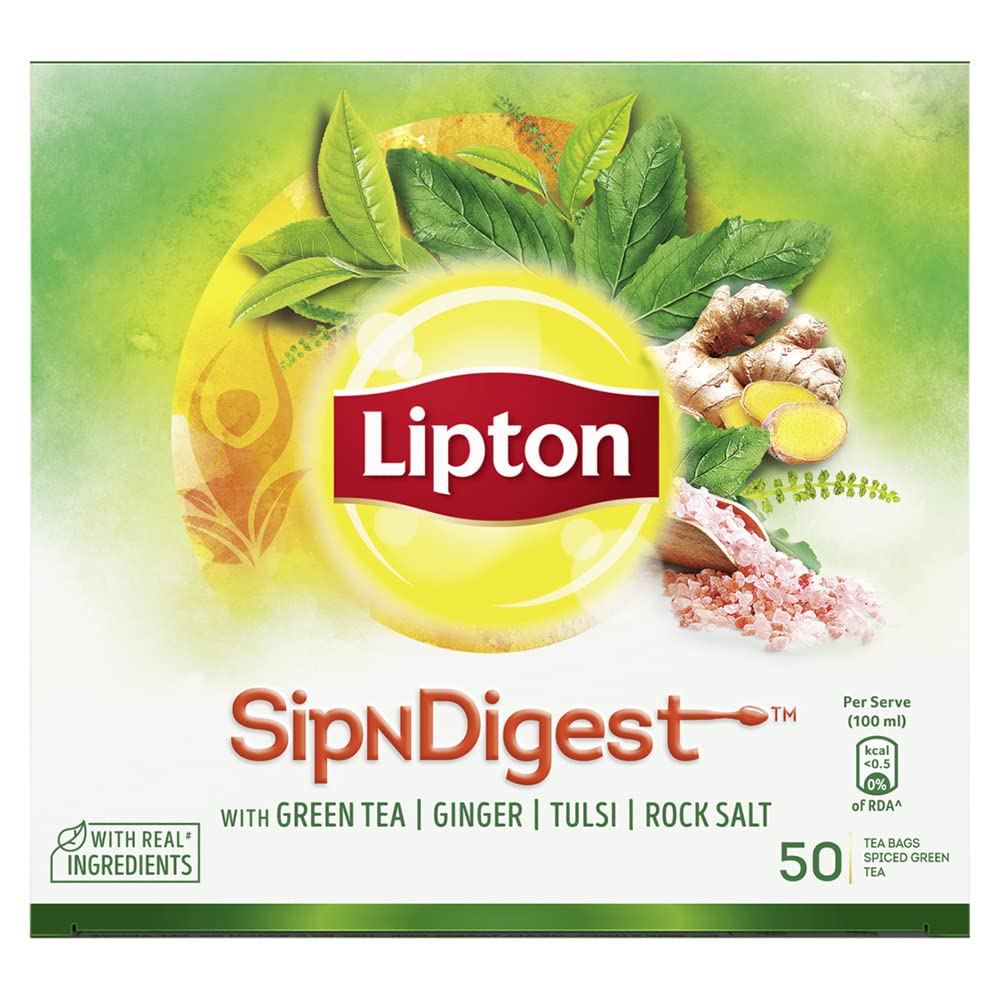 Lipton
SipNDigest™
WITH GREEN TEA | GINGER | TULSI | ROCK SALT
Per Serve
(100 ml)
kcal
<0.5
0%
of RDA^
WITH REAL#
INGREDIENTS
50 TEA BAGS
SPICED GREEN
TEA